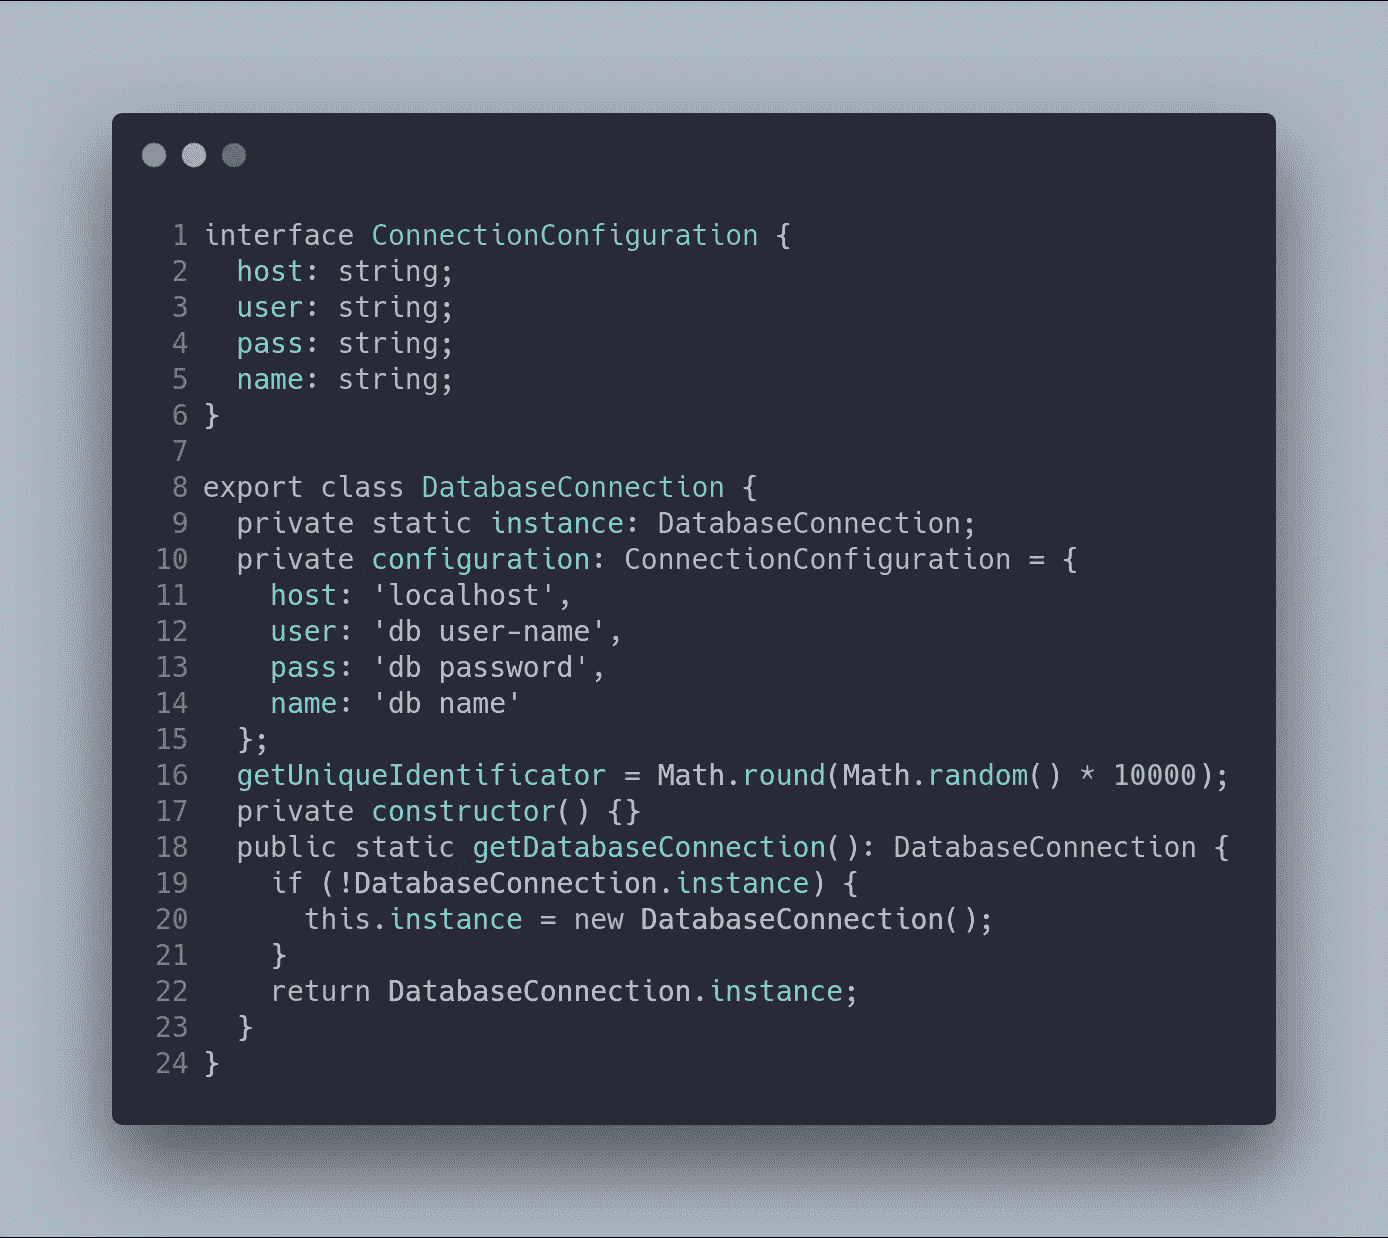 1 interface ConnectionConfiguration {
2   host: string;
3   user: string;
4   pass: string;
5   name: string;
6 }
7
8 export class DatabaseConnection {
9   private static instance: DatabaseConnection;
10   private configuration: ConnectionConfiguration = {
11     host: 'localhost',
12     user: 'db user-name',
13     pass: 'db password',
14     name: 'db name'
15   };
16   getUniqueIdentificator = Math.round(Math.random() * 10000);
17   private constructor() {}
18   public static getDatabaseConnection(): DatabaseConnection {
19     if (!DatabaseConnection.instance) {
20       this.instance = new DatabaseConnection();
21     }
22     return DatabaseConnection.instance;
23   }
24 }